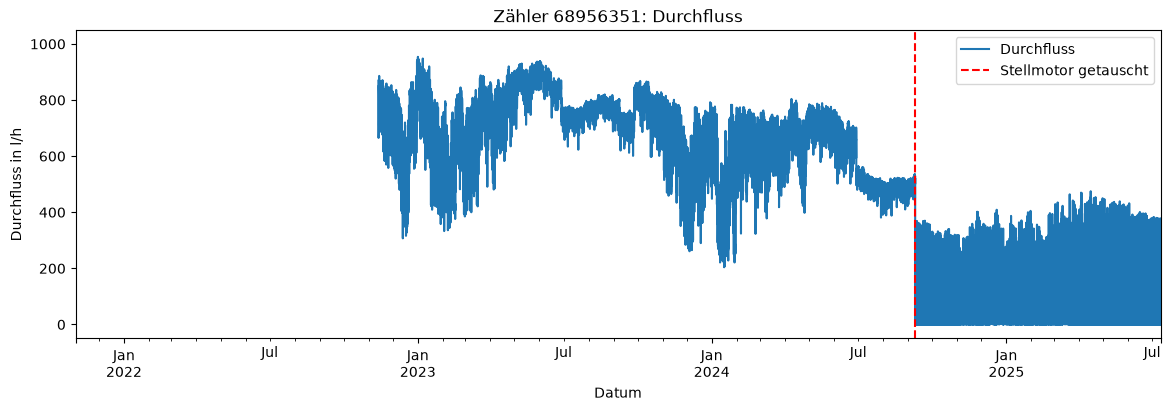 Zähler 68956351: Durchfluss
Durchfluss in l/h
1000
800
600
400
200
0
Durchfluss
Stellmotor getauscht
Jan
2022
Jul
Jan
2023
Jul
Jan
2024
Jul
Jan
2025
Jul
Datum